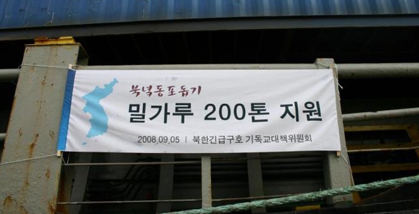 북녘동포돕기
밀가루 200톤 지원
2008.09.05 | 북한긴급구호 기독교대책위원회